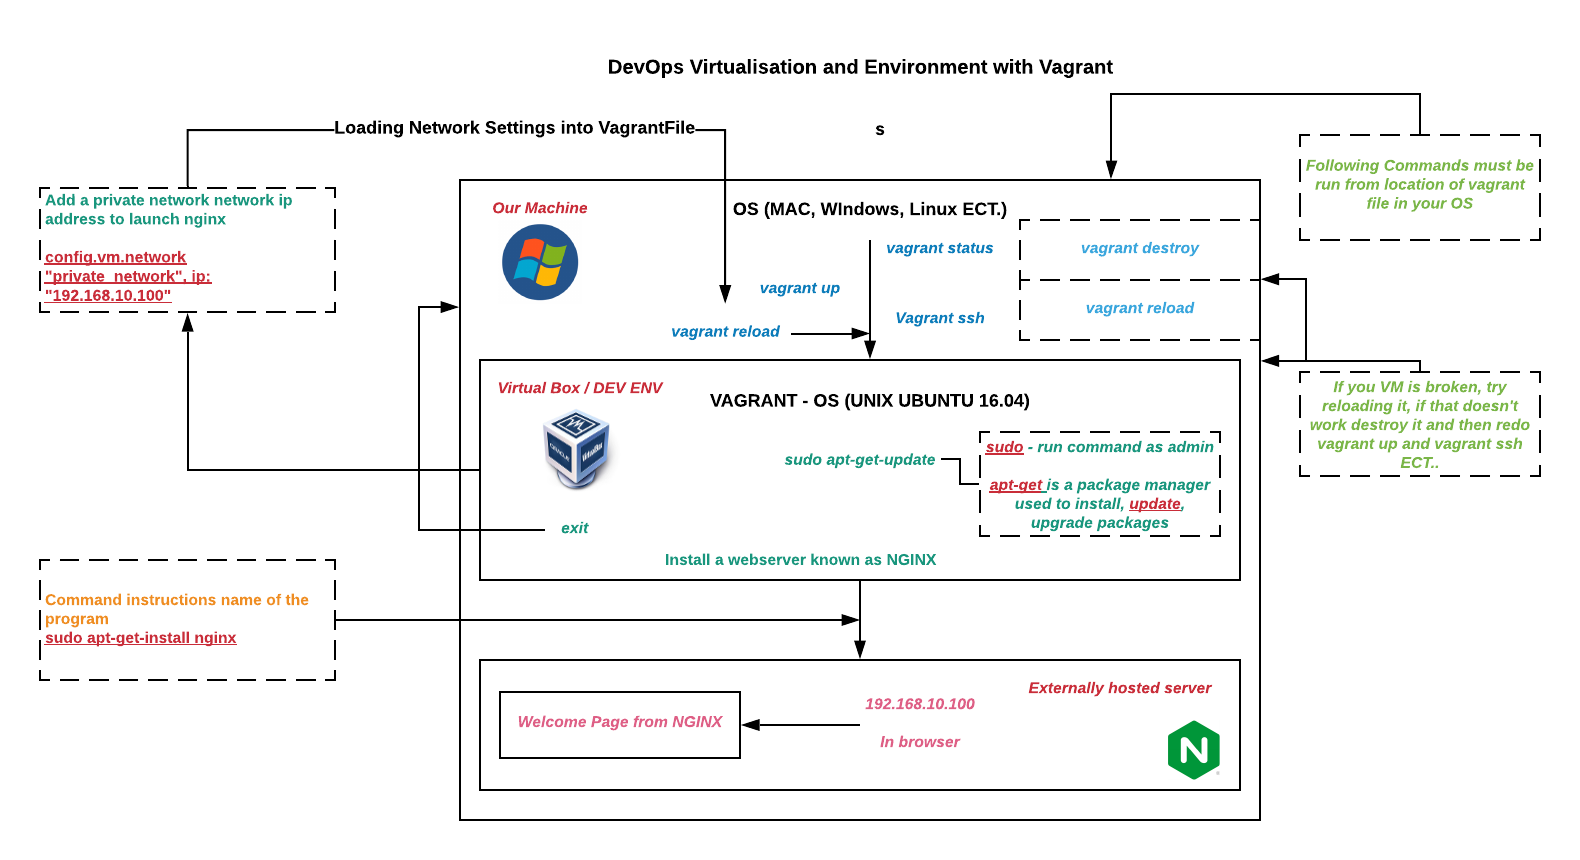 DevOps Virtualisation and Environment with Vagrant
Loading Network Settings into VagrantFile
s
Add a private network network ip
address to launch nginx
config.vm.network
"private_network", ip:
"192.168.10.100"
Following Commands must be
run from location of vagrant
file in your OS
Our Machine
OS (MAC, WIndows, Linux ECT.)
vagrant status
vagrant destroy
vagrant up
vagrant reload
Vagrant ssh
vagrant reload
Virtual Box / DEV ENV
VAGRANT - OS (UNIX UBUNTU 16.04)
If you VM is broken, try
reloading it, if that doesn't
work destroy it and then redo
vagrant up and vagrant ssh
ECT..
ORACLE
VirtualBox
sudo apt-get-update
sudo - run command as admin
apt-get is a package manager
used to install, update,
upgrade packages
exit
Install a webserver known as NGINX
Command instructions name of the
program
sudo apt-get-install nginx
Externally hosted server
Welcome Page from NGINX
192.168.10.100
In browser
N